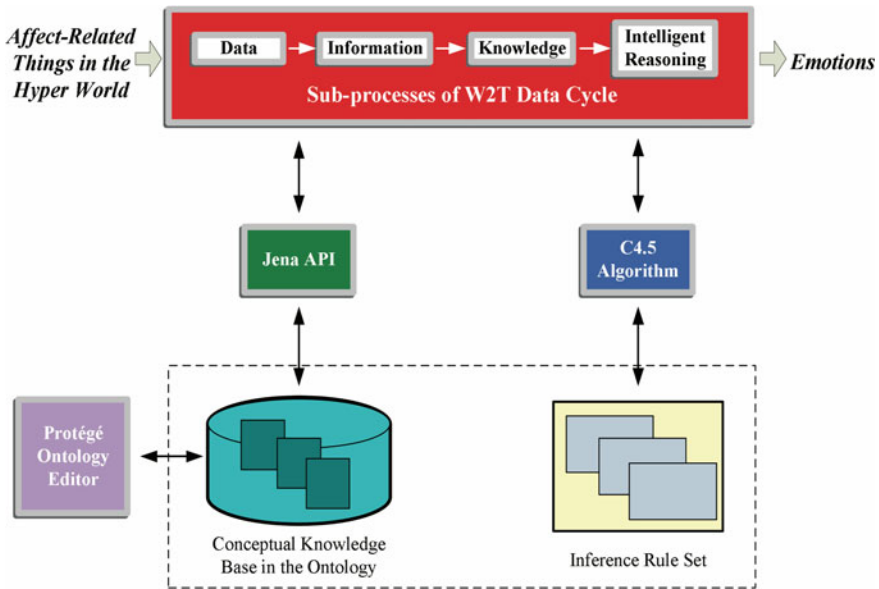 Affect-Related
Things in the
Hyper World
Data
Information
Knowledge
Intelligent
Reasoning
Sub-processes of W2T Data Cycle
Emotions
Jena API
C4.5
Algorithm
Protégé
Ontology
Editor
Conceptual Knowledge
Base in the Ontology
Inference Rule Set